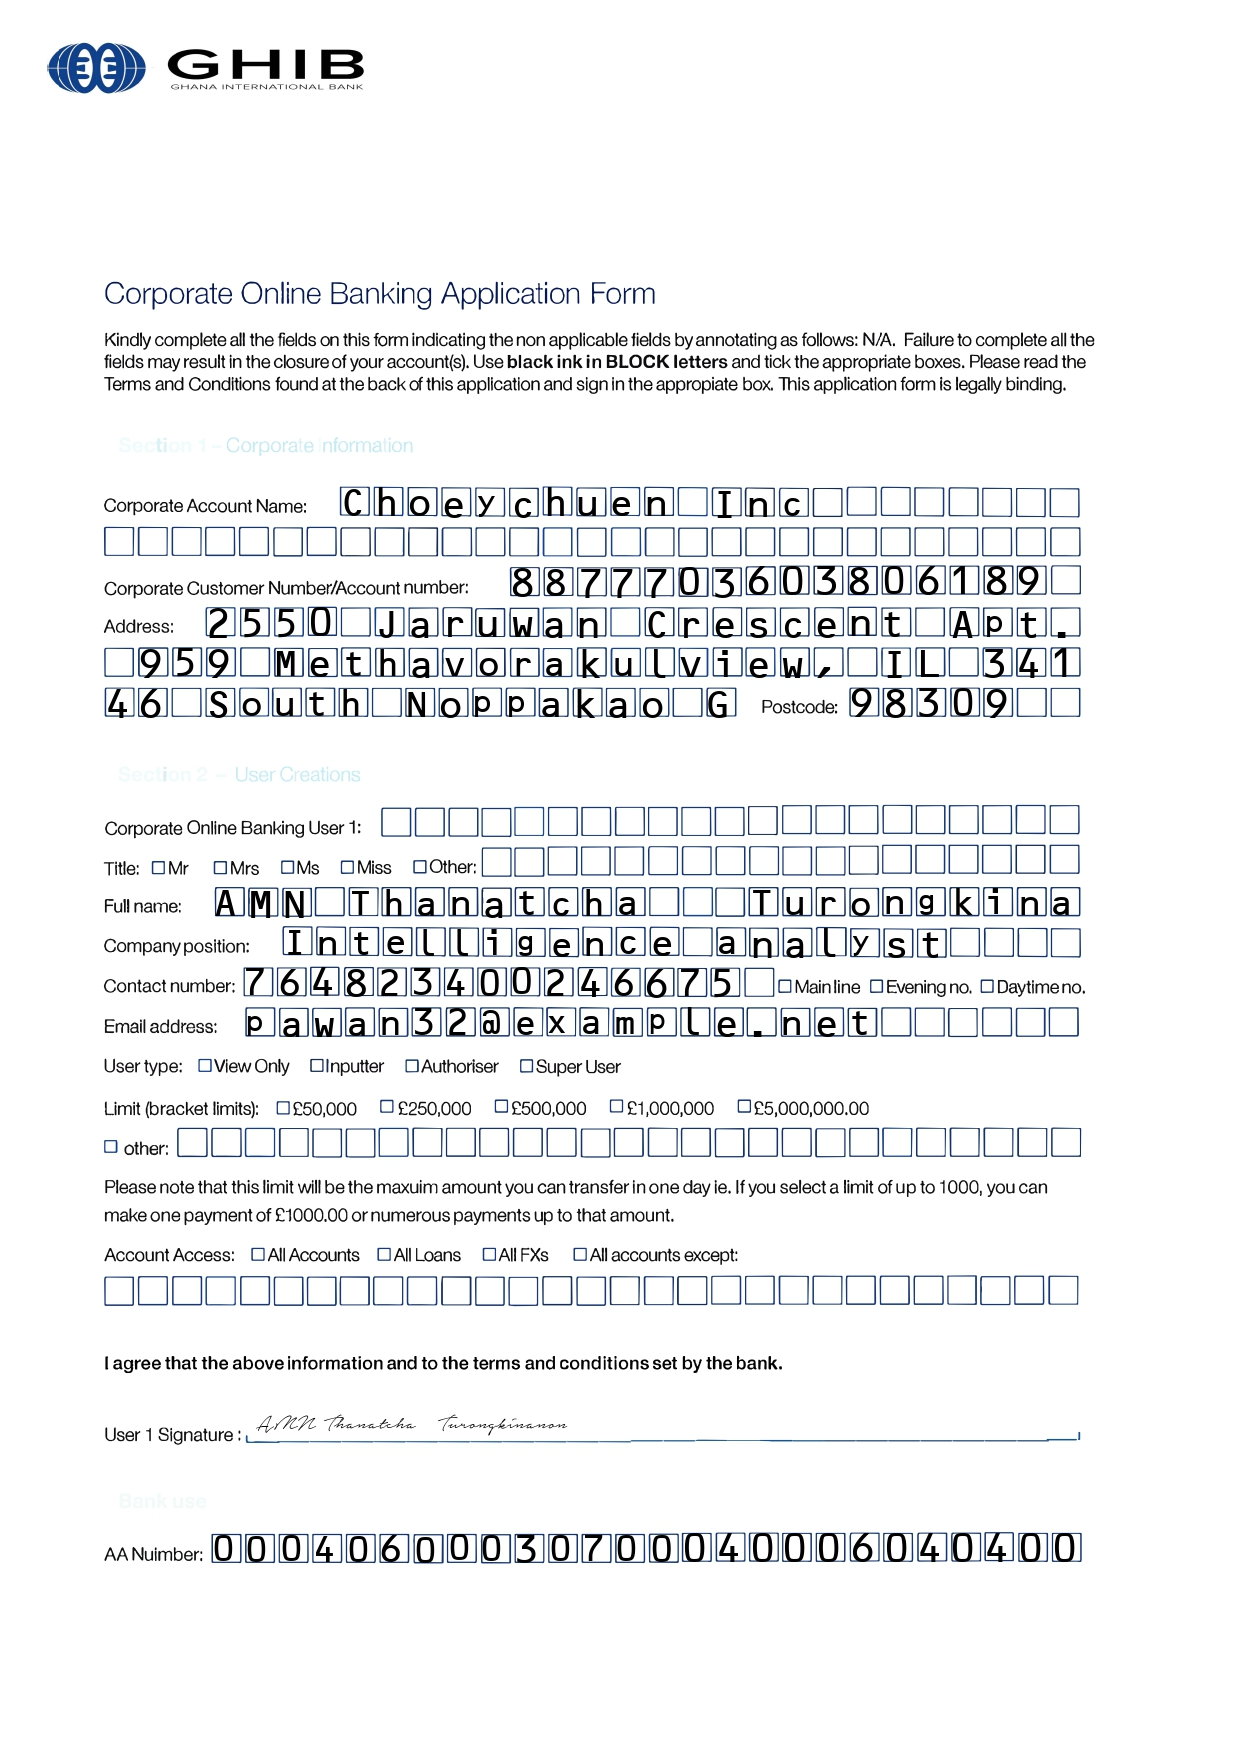 GHIB
GHANA INTERNATIONAL BANK
Corporate Online Banking Application Form
Kindly complete all the fields on this form indicating the non applicable fields by annotating as follows: N/A. Failure to complete all the
fields may result in the closure of your account(s). Use black ink in BLOCK letters and tick the appropriate boxes. Please read the
Terms and Conditions found at the back of this application and sign in the appropiate box. This application form is legally binding.
Section 1 – Corporate Information
Corporate Account Name: Choeychuen Inc
Corporate Customer Number/Account number: 8877703603806189
Address: 2550 Jaruwan Crescent Apt.
959 Methavorakulview, IL 341
46 South Noppakao G Postcode: 98309
Section 2 – User Creations
Corporate Online Banking User 1:
Title: Mr Mrs Ms Miss Other:
Full name: AMN Thanatcha Turongkina
Company position: Intelligence analyst
Contact number: 764823400246675 Main line Evening no. Daytime no.
Email address: pawan32@example.net
User type: View Only Inputter Authoriser Super User
Limit (bracket limits): £50,000 £250,000 £500,000 £1,000,000 £5,000,000.00
other:
Please note that this limit will be the maxuim amount you can transfer in one day ie. If you select a limit of up to 1000, you can
make one payment of £1000.00 or numerous payments up to that amount.
Account Access: All Accounts All Loans All FXs All accounts except:
I agree that the above information and to the terms and conditions set by the bank.
User 1 Signature : AMN Thanatcha Turongkinanon
Bank use
AA Nuimber: 00040600030700040006040400